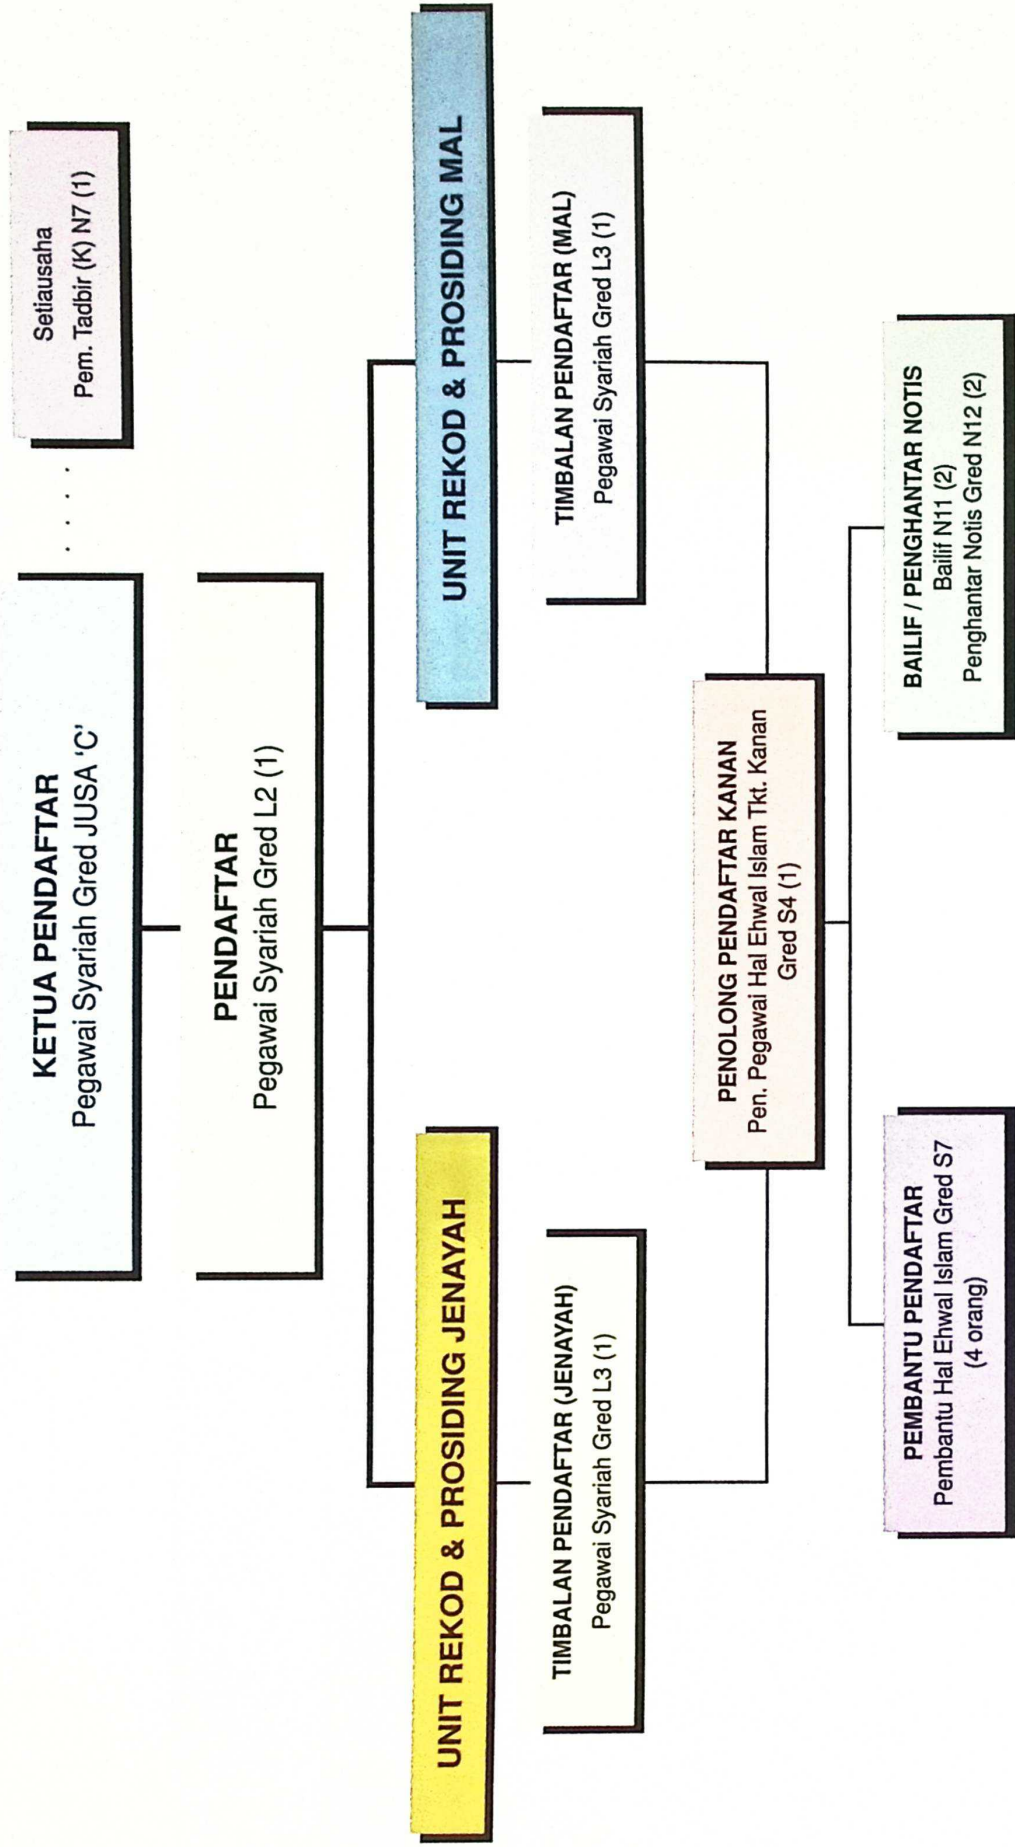 KETUA PENDAFTAR
Pegawai Syariah Gred JUSA 'C'
Setiausaha
Pem. Tadbir (K) N7 (1)
PENDAFTAR
Pegawai Syariah Gred L2 (1)
UNIT REKOD & PROSIDING JENAYAH
UNIT REKOD & PROSIDING MAL
TIMBALAN PENDAFTAR (JENAYAH)
Pegawai Syariah Gred L3 (1)
TIMBALAN PENDAFTAR (MAL)
Pegawai Syariah Gred L3 (1)
PENOLONG PENDAFTAR KANAN
Pen. Pegawai Hal Ehwal Islam Tkt. Kanan
Gred S4 (1)
PEMBANTU PENDAFTAR
Pembantu Hal Ehwal Islam Gred S7
(4 orang)
BAILIF / PENGHANTAR NOTIS
Bailif N11 (2)
Penghantar Notis Gred N12 (2)